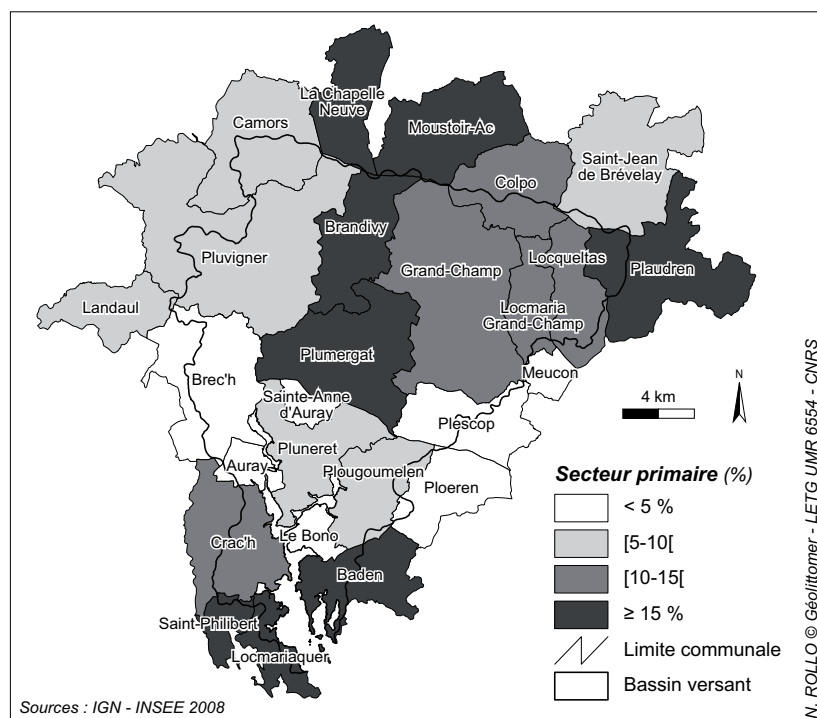 La Chapelle
Neuve
Camors
Moustoir-Ac
Saint-Jean
de Brévelay
Colpo
Brandivy
Pluvigner
Grand-Champ
Locqueltas
Plaudren
Landaul
Locmaria
Grand-Champ
Plumergat
Meucon
Brec'h
Sainte-Anne
d'Auray
Plescop
Pluneret
Auray
Plougoumelen
Ploeren
Crac'h
Le Bono
Baden
Saint-Philibert
Locmariaquer
N
4 km
Secteur primaire (%)
< 5 %
[5-10[
[10-15[
≥ 15 %
Limite communale
Bassin versant
Sources : IGN - INSEE 2008
N. ROLLO © Géolittomer - LETG UMR 6554 - CNRS